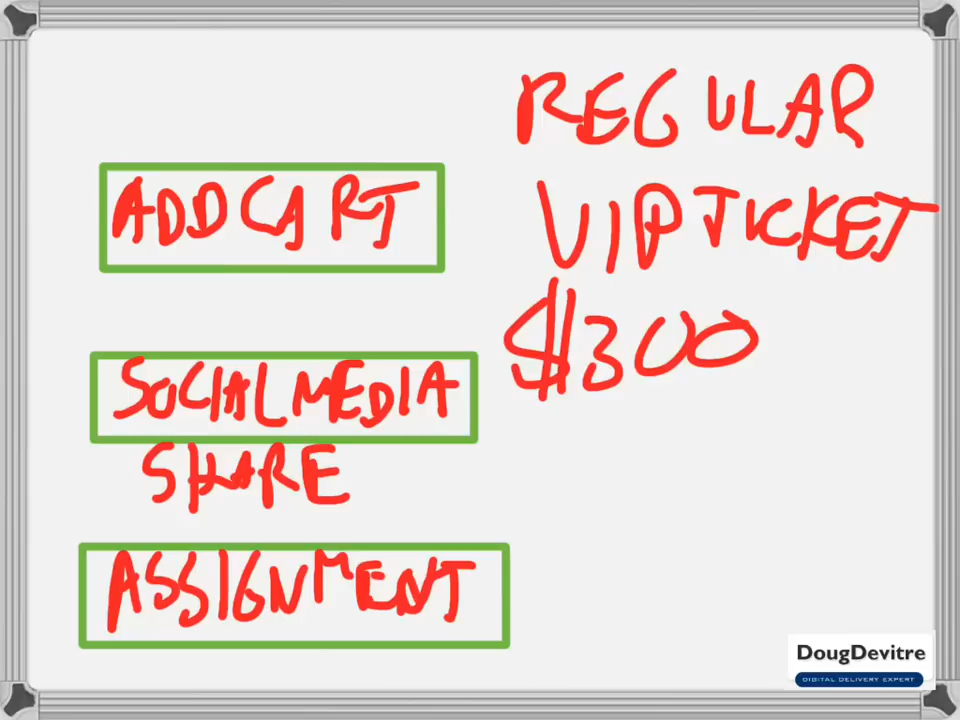 ADD CART
SOCIAL MEDIA
SHARE
ASSIGNMENT
REGULAR
VIP TICKET
$300
DougDevitre
DIGITAL DELIVERY EXPERT